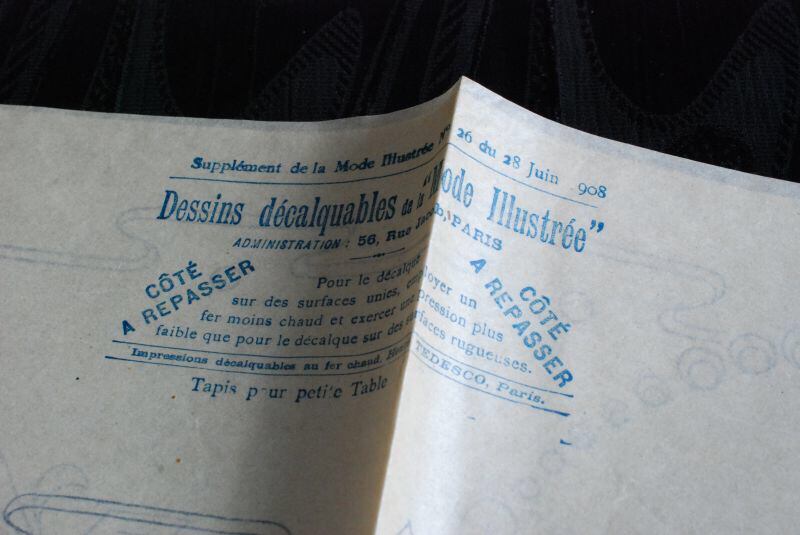 Supplément de la Mode Illustrée Nº 26 du 28 Juin 908
Dessins décalquables de la "Mode Illustrée"
ADMINISTRATION : 56, Rue Jacob, PARIS
CÔTÉ
A REPASSER
Pour le décalque
sur des surfaces unies, employer un
fer moins chaud et exercer une pression plus
faible que pour le décalque sur des surfaces rugueuses.
CÔTÉ
A REPASSER
Impressions décalquables au fer chaud. TEDESCO, Paris.
Tapis pour petite Table